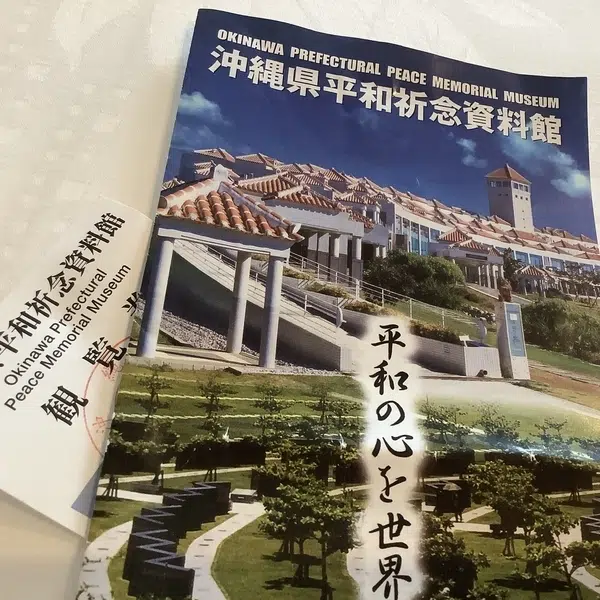 OKINAWA PREFECTURAL PEACE MEMORIAL MUSEUM
沖縄県平和祈念資料館
平和の心を世界
平和祈念資料館
Okinawa Prefectural
Peace Memorial Museum
観覧